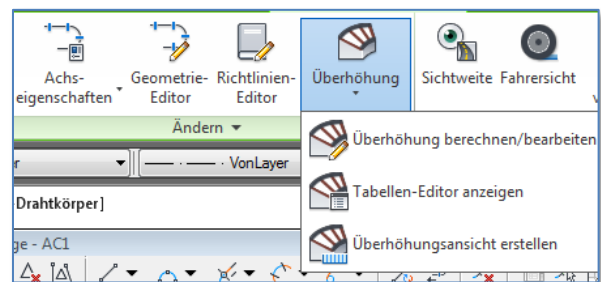 Achs-
eigenschaften
Geometrie-
Editor
Richtlinien-
Editor
Überhöhung
Sichtweite
Fahrersicht
Ändern
VonLayer
Drahtkörper]
ge - AC1
Überhöhung berechnen/bearbeiten
Tabellen-Editor anzeigen
Überhöhungsansicht erstellen